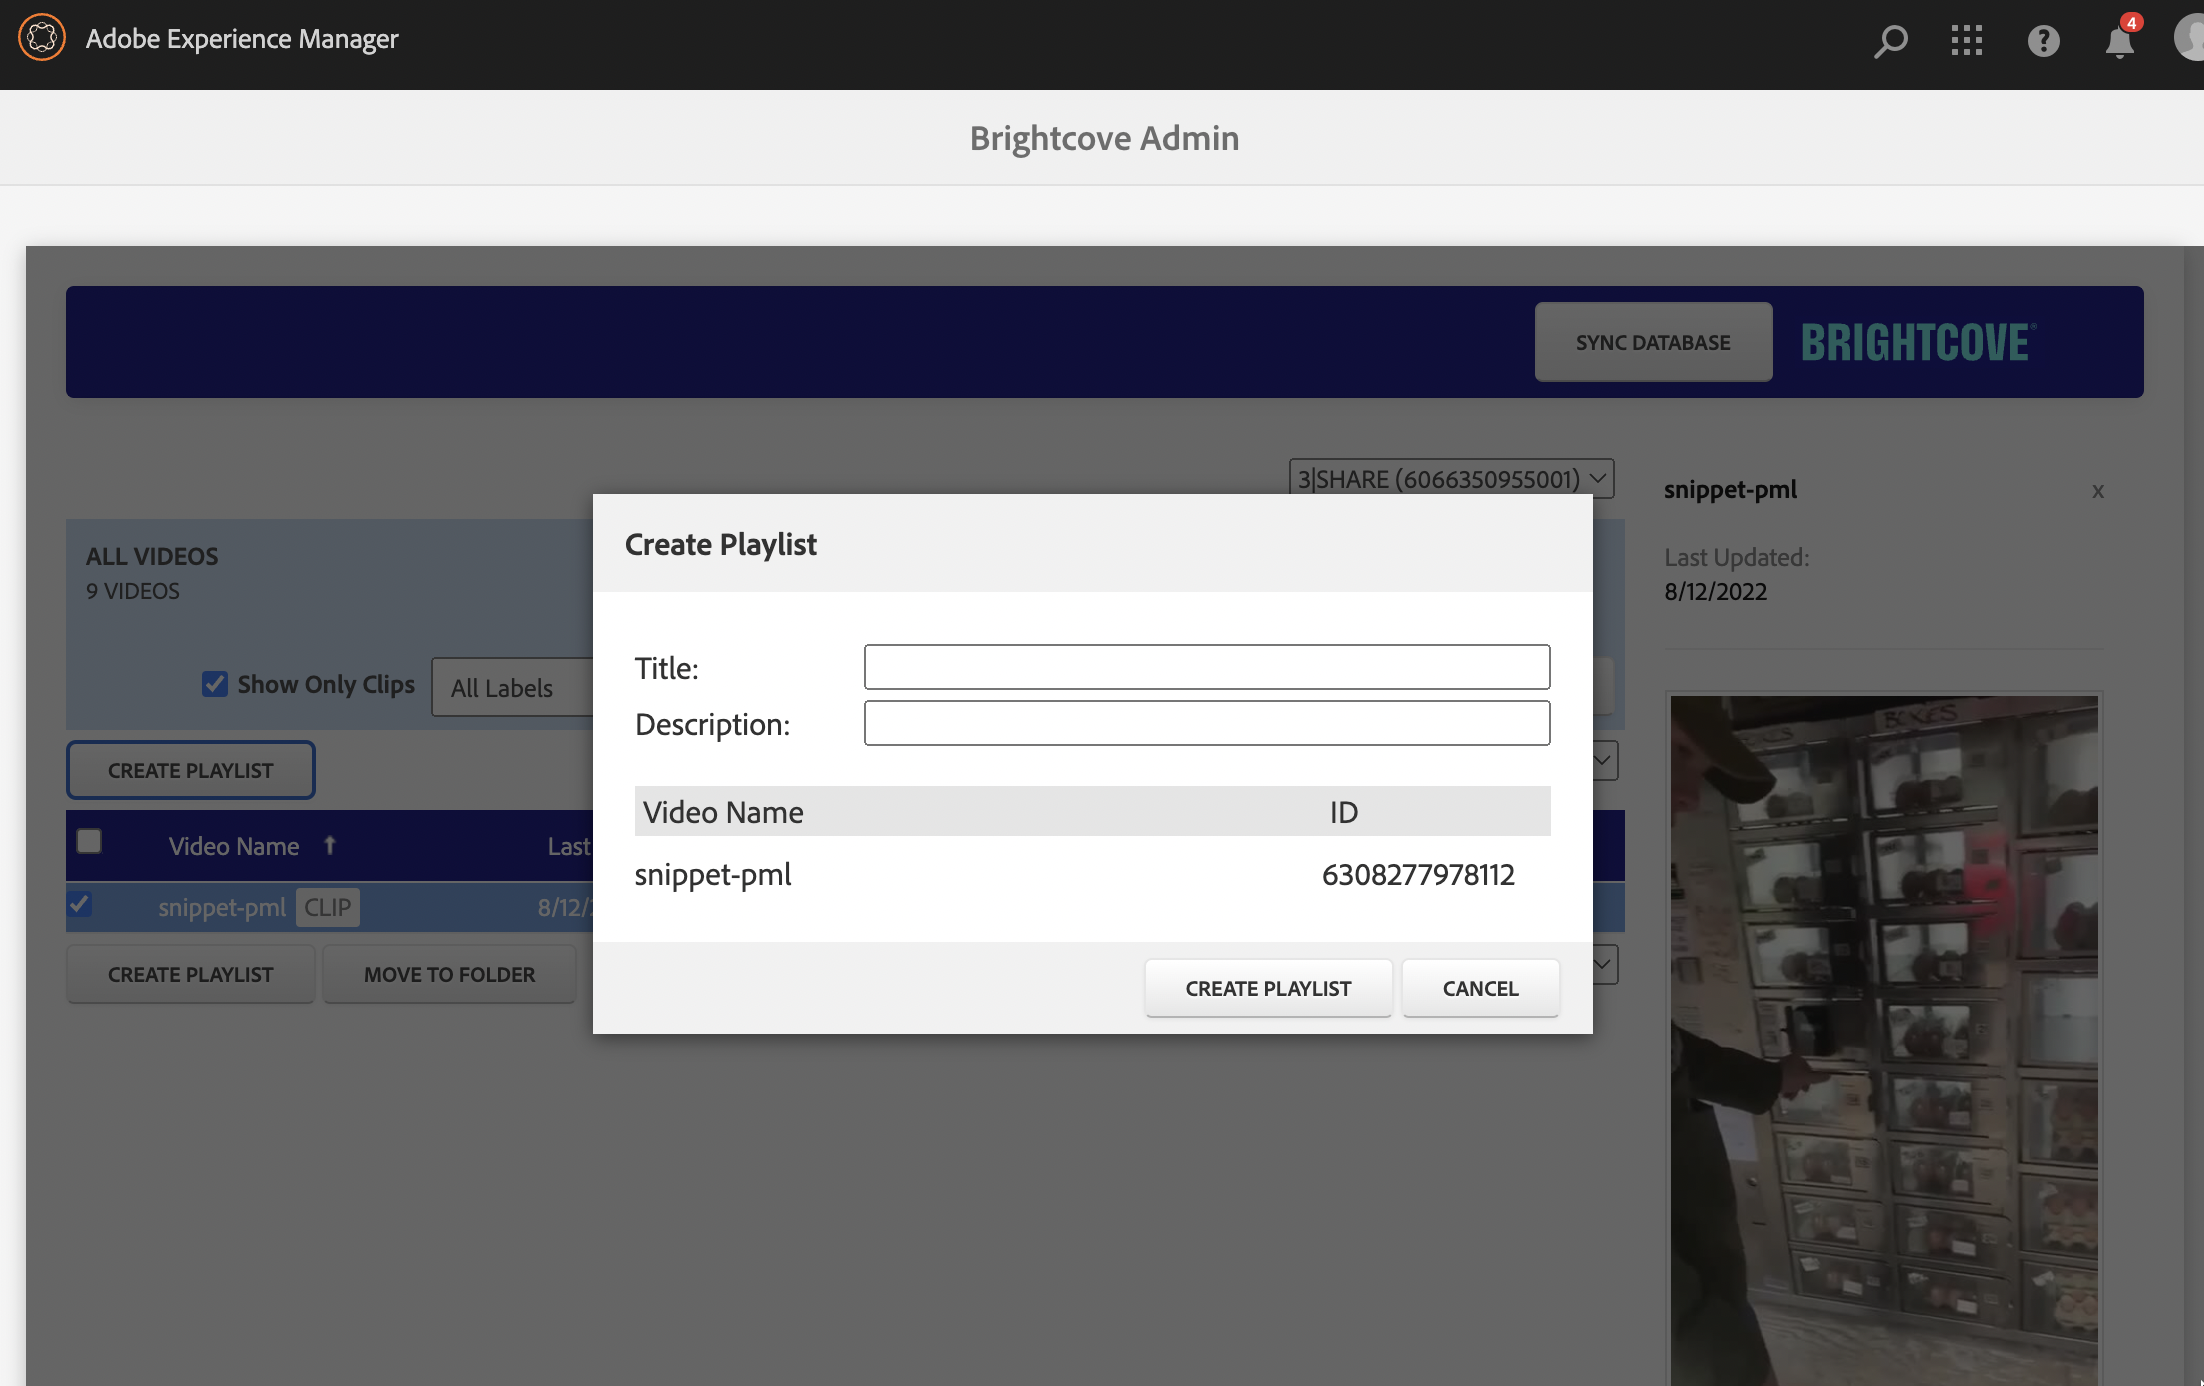 Adobe Experience Manager
4
Brightcove Admin
SYNC DATABASE
BRIGHTCOVE®
3|SHARE (6066350955001)
snippet-pml
x
Last Updated:
8/12/2022
ALL VIDEOS
9 VIDEOS
Show Only Clips
All Labels
CREATE PLAYLIST
Video Name
Last
snippet-pml CLIP
8/12/
CREATE PLAYLIST
MOVE TO FOLDER
Create Playlist
Title:
Description:
Video Name
ID
snippet-pml
6308277978112
CREATE PLAYLIST
CANCEL